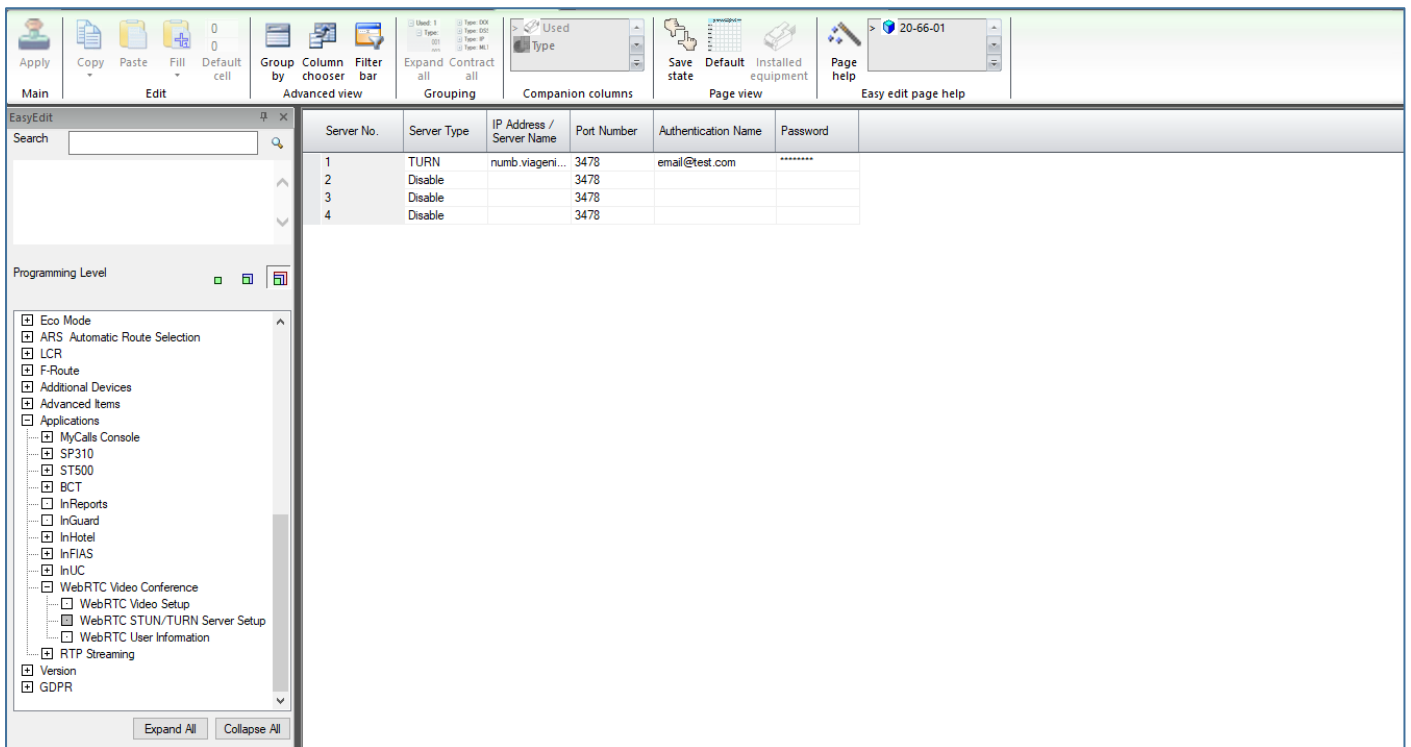 Apply
Main
Copy Paste Fill 0 0 Default cell
Edit
Group by Column chooser Filter bar
Advanced view
Used: 1 Type: Type: IP
Expand all Contract all
Grouping
> Used
Type
Companion columns
Save state Default Installed equipment
Page view
Page help > 20-66-01
Easy edit page help
EasyEdit
Search
Programming Level
Eco Mode
ARS Automatic Route Selection
LCR
F-Route
Additional Devices
Advanced Items
Applications
MyCalls Console
SP310
ST500
BCT
InReports
InGuard
InHotel
InFIAS
InUC
WebRTC Video Conference
WebRTC Video Setup
WebRTC STUN/TURN Server Setup
WebRTC User Information
RTP Streaming
Version
GDPR
Expand All Collapse All
Server No. Server Type IP Address / Server Name Port Number Authentication Name Password
1 TURN numb.viageni... 3478 email@test.com ********
2 Disable 3478
3 Disable 3478
4 Disable 3478